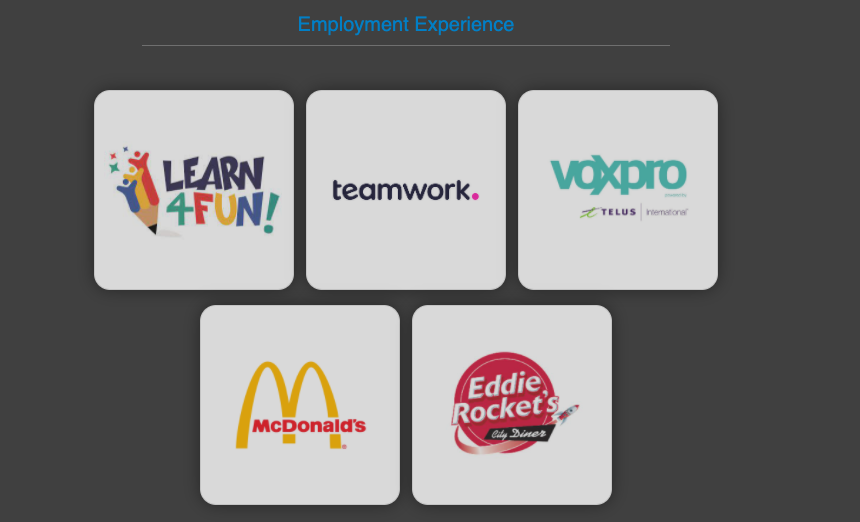 Employment Experience
LEARN
4FUN!
teamwork.
voxpro
TELUS International
McDonald's
Eddie
Rocket's
City Diner